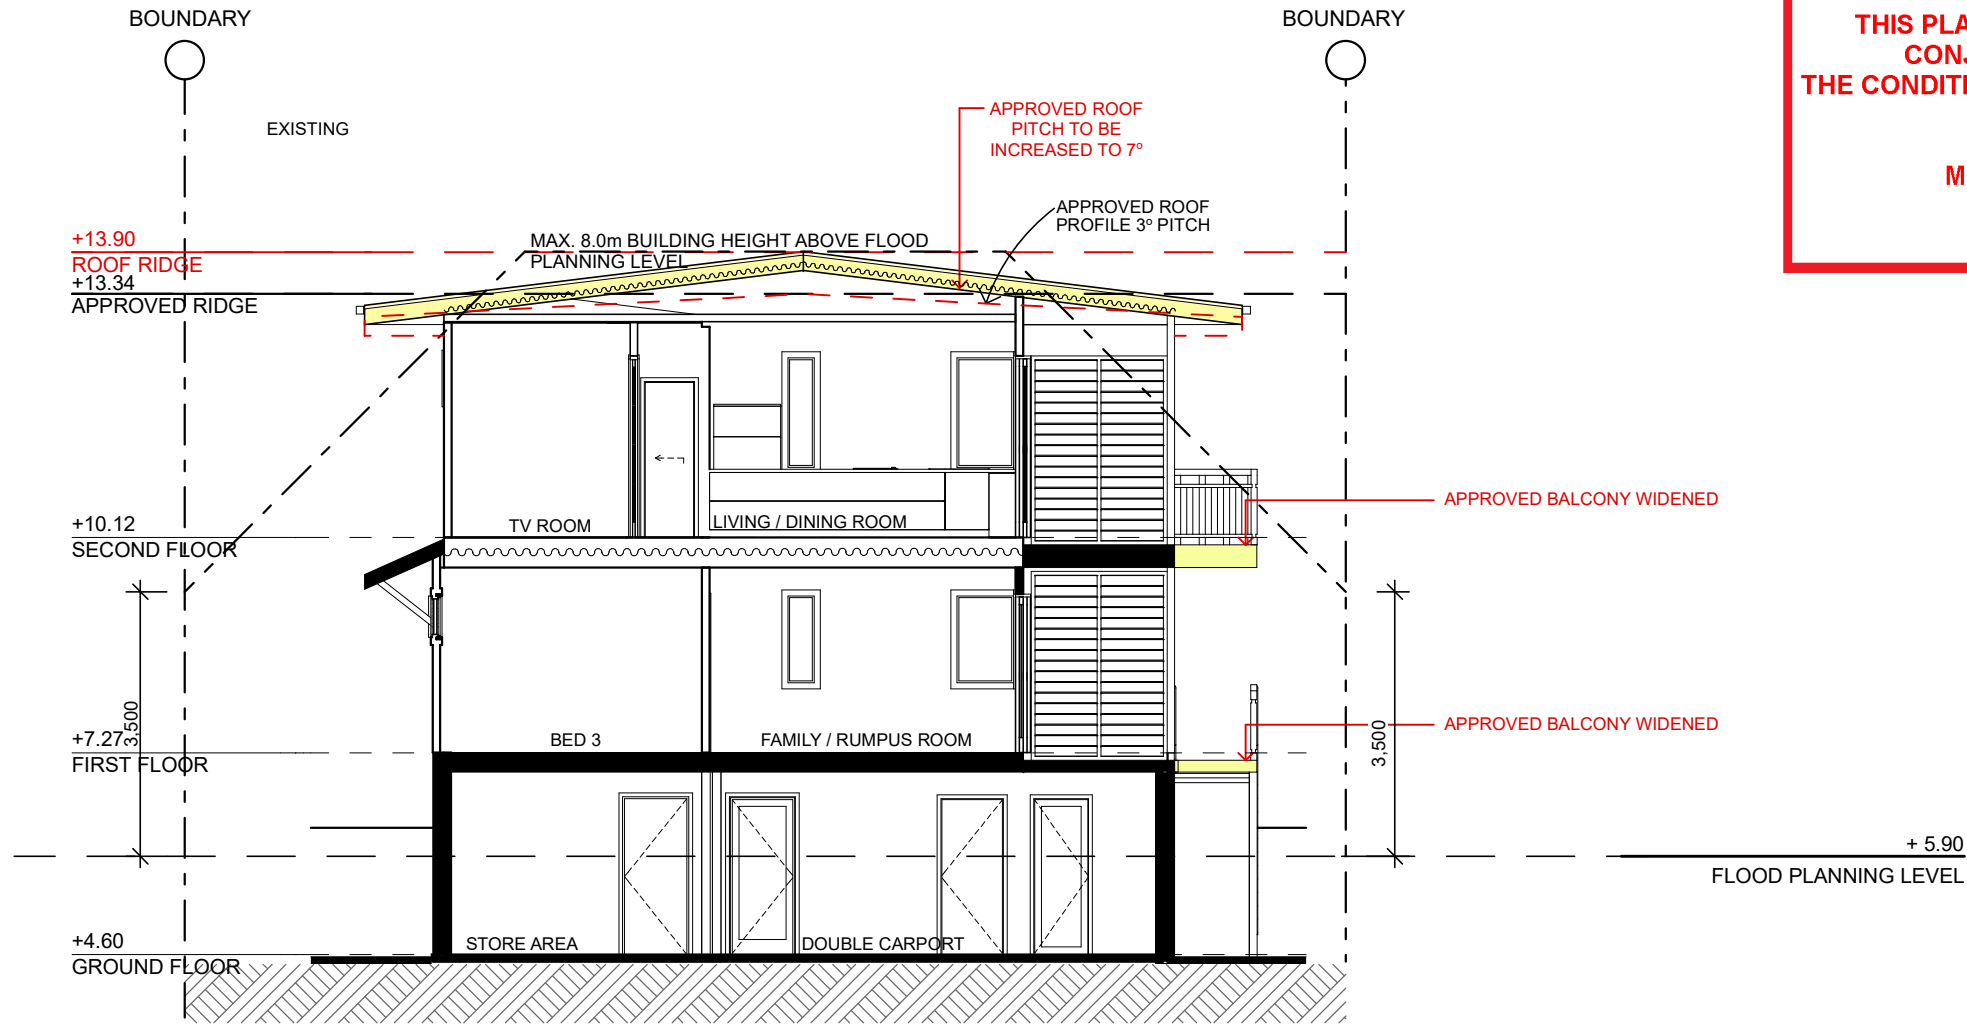 BOUNDARY
BOUNDARY
THIS PLA
CONJ
THE CONDITI
M
EXISTING
APPROVED ROOF
PITCH TO BE
INCREASED TO 7º
APPROVED ROOF
PROFILE 3º PITCH
+13.90
ROOF RIDGE
MAX. 8.0m BUILDING HEIGHT ABOVE FLOOD
PLANNING LEVEL
+13.34
APPROVED RIDGE
APPROVED BALCONY WIDENED
+10.12
SECOND FLOOR
TV ROOM
LIVING / DINING ROOM
3,500
3,500
APPROVED BALCONY WIDENED
+7.27
FIRST FLOOR
BED 3
FAMILY / RUMPUS ROOM
+ 5.90
FLOOD PLANNING LEVEL
+4.60
GROUND FLOOR
STORE AREA
DOUBLE CARPORT